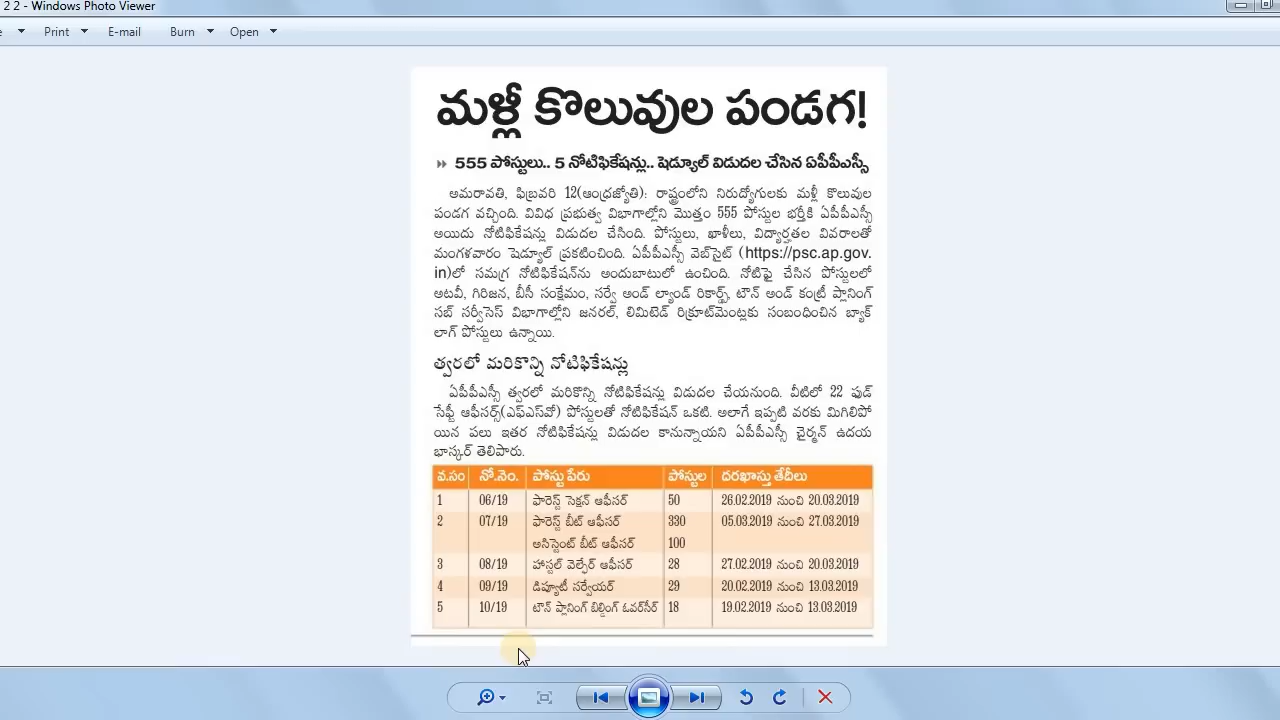 2 2 - Windows Photo Viewer
Print E-mail Burn Open
మళ్లీ కొలువుల పండగ!
555 పోస్టులు.. 5 నోటిఫికేషన్లు.. షెడ్యూల్ విడుదల చేసిన ఏపీపీఎస్సీ
అమరావతి, ఫిబ్రవరి 12(ఆంధ్రజ్యోతి): రాష్ట్రంలోని నిరుద్యోగులకు మళ్లీ కొలువుల
పండగ వచ్చింది. వివిధ ప్రభుత్వ విభాగాల్లోని మొత్తం 555 పోస్టుల భర్తీకి ఏపీపీఎస్సీ
అయిదు నోటిఫికేషన్లు విడుదల చేసింది. పోస్టులు, ఖాళీలు, విద్యార్హతల వివరాలతో
మంగళవారం షెడ్యూల్ ప్రకటించింది. ఏపీపీఎస్సీ వెబ్‌సైట్ (https://psc.ap.gov.
in)లో సమగ్ర నోటిఫికేషన్‌ను అందుబాటులో ఉంచింది. నోటిఫై చేసిన పోస్టులలో
అటవీ, గిరిజన, బీసీ సంక్షేమం, సర్వే అండ్ ల్యాండ్ రికార్డ్స్, టౌన్ అండ్ కంట్రీ ప్లానింగ్
సబ్ సర్వీసెస్ విభాగాల్లోని జనరల్, లిమిటెడ్ రిక్రూట్‌మెంట్లకు సంబంధించిన బ్యాక్
లాగ్ పోస్టులు ఉన్నాయి.
త్వరలో మరికొన్ని నోటిఫికేషన్లు
ఏపీపీఎస్సీ త్వరలో మరికొన్ని నోటిఫికేషన్లు విడుదల చేయనుంది. వీటిలో 22 ఫుడ్
సేఫ్టీ ఆఫీసర్స్(ఎఫ్ఎస్‌వో) పోస్టులతో నోటిఫికేషన్ ఒకటి. అలాగే ఇప్పటి వరకు మిగిలిపో
యిన పలు ఇతర నోటిఫికేషన్లు విడుదల కానున్నాయని ఏపీపీఎస్సీ చైర్మన్ ఉదయ
భాస్కర్ తెలిపారు.
వ.సం నో.నెం. పోస్టు పేరు పోస్టుల దరఖాస్తు తేదీలు
1 06/19 ఫారెస్ట్ సెక్షన్ ఆఫీసర్ 50 26.02.2019 నుంచి 20.03.2019
2 07/19 ఫారెస్ట్ బీట్ ఆఫీసర్ 330 05.03.2019 నుంచి 27.03.2019
అసిస్టెంట్ బీట్ ఆఫీసర్ 100
3 08/19 హాస్టల్ వెల్ఫేర్ ఆఫీసర్ 28 27.02.2019 నుంచి 20.03.2019
4 09/19 డిప్యూటీ సర్వేయర్ 29 20.02.2019 నుంచి 13.03.2019
5 10/19 టౌన్ ప్లానింగ్ బిల్డింగ్ ఓవర్‌సీర్ 18 19.02.2019 నుంచి 13.03.2019